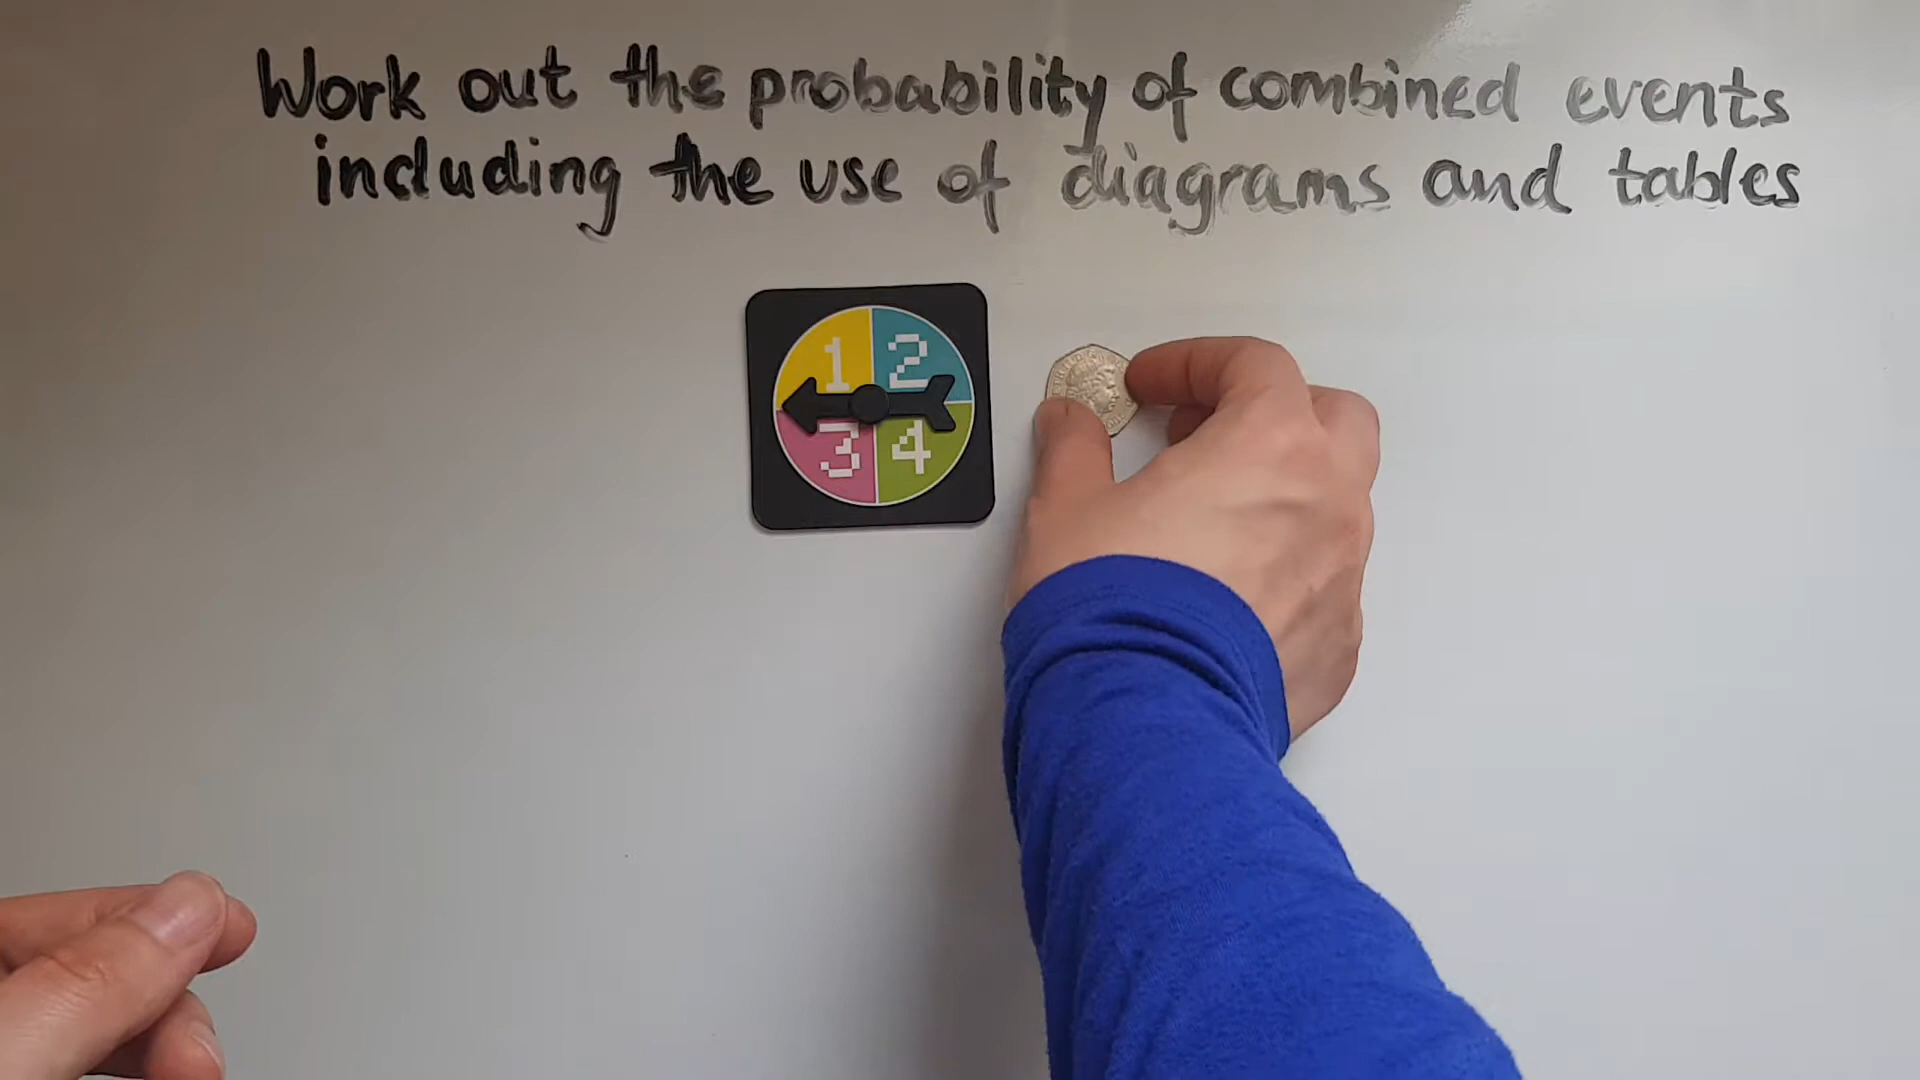 Work out the probability of combined events
including the use of diagrams and tables
1 2
3 4